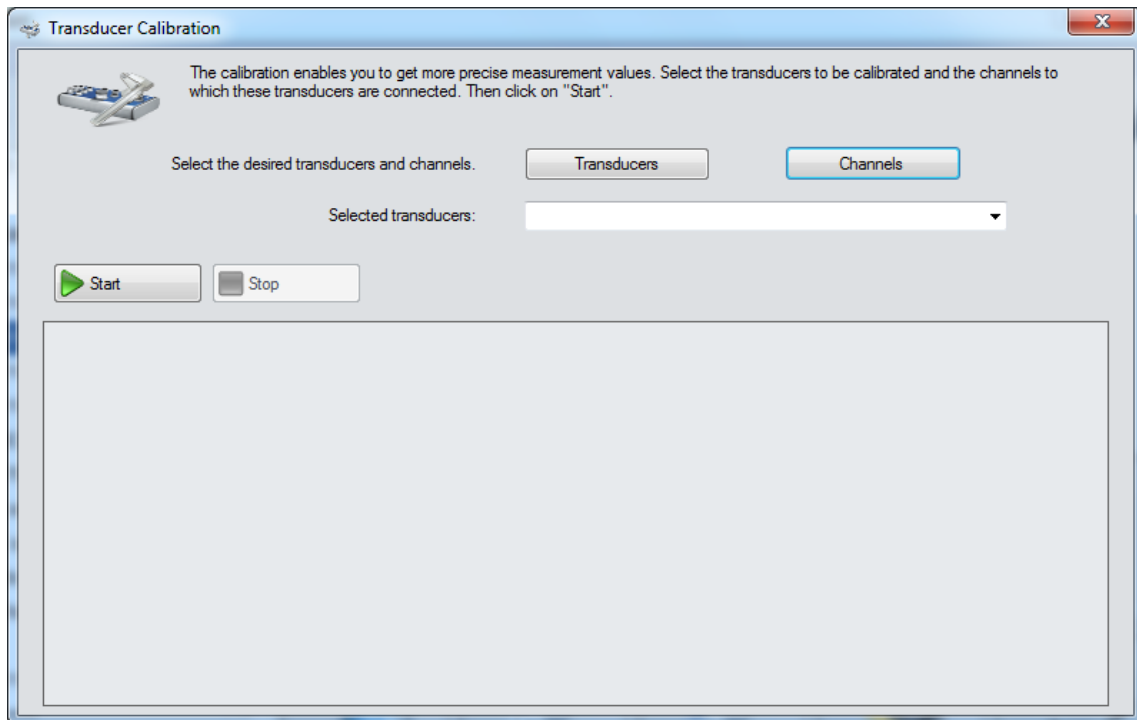 Transducer Calibration
The calibration enables you to get more precise measurement values. Select the transducers to be calibrated and the channels to
which these transducers are connected. Then click on "Start".
Select the desired transducers and channels.
Transducers
Channels
Selected transducers:
Start
Stop